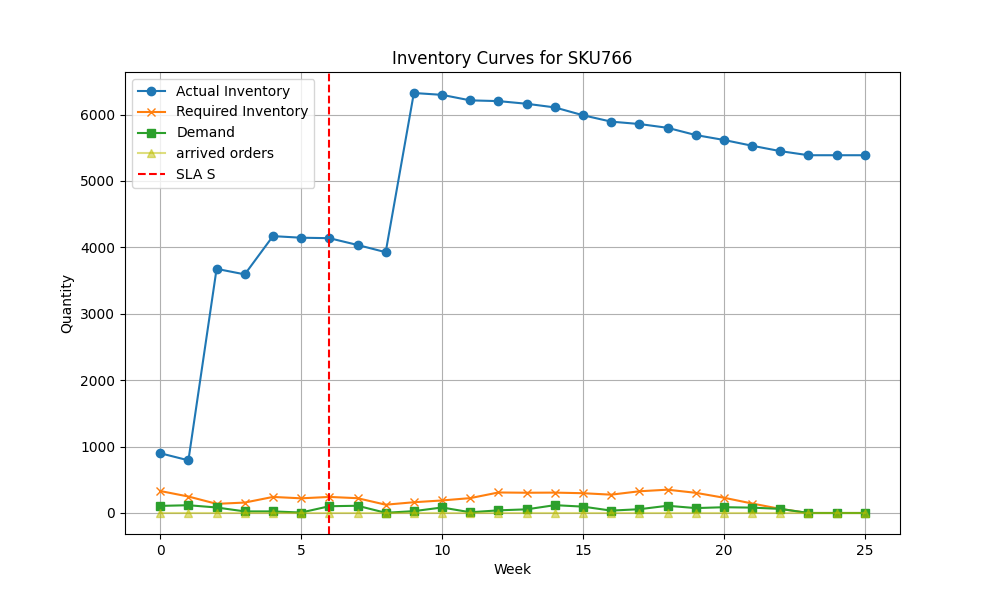 Inventory Curves for SKU766
Actual Inventory
Required Inventory
Demand
arrived orders
SLA S
6000
5000
4000
3000
2000
1000
0
Quantity
0 5 10 15 20 25
Week